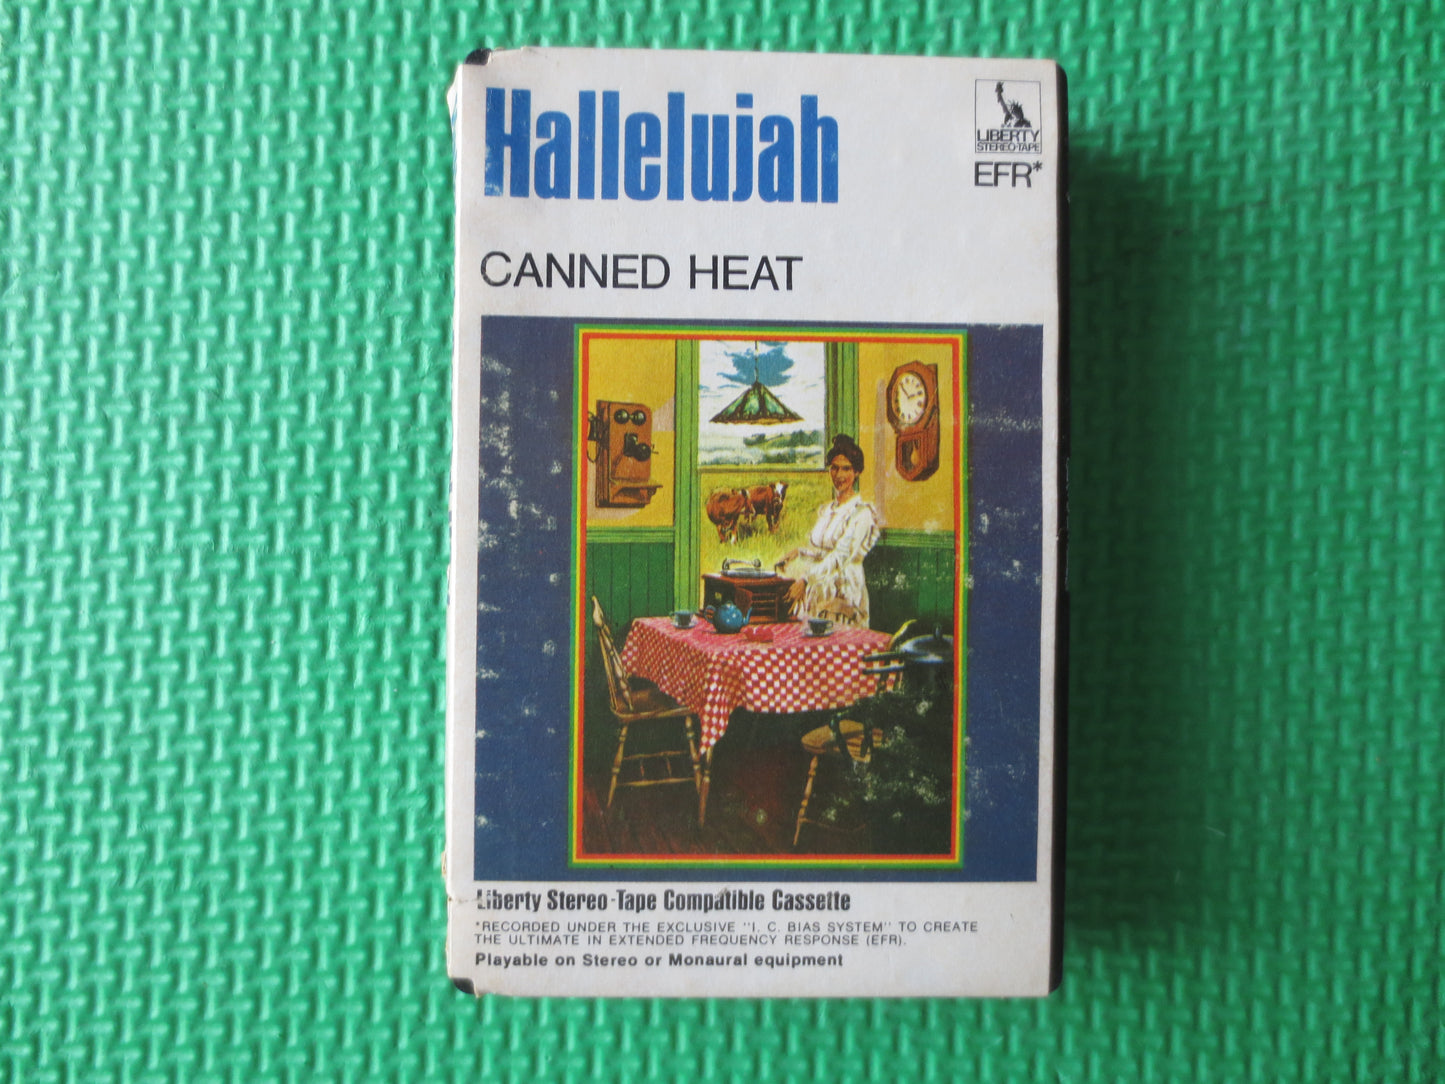 Hallelujah
LIBERTY
STEREO-TAPE
EFR*
CANNED HEAT
Liberty Stereo-Tape Compatible Cassette
*RECORDED UNDER THE EXCLUSIVE "I. C. BIAS SYSTEM" TO CREATE
THE ULTIMATE IN EXTENDED FREQUENCY RESPONSE (EFR).
Playable on Stereo or Monaural equipment